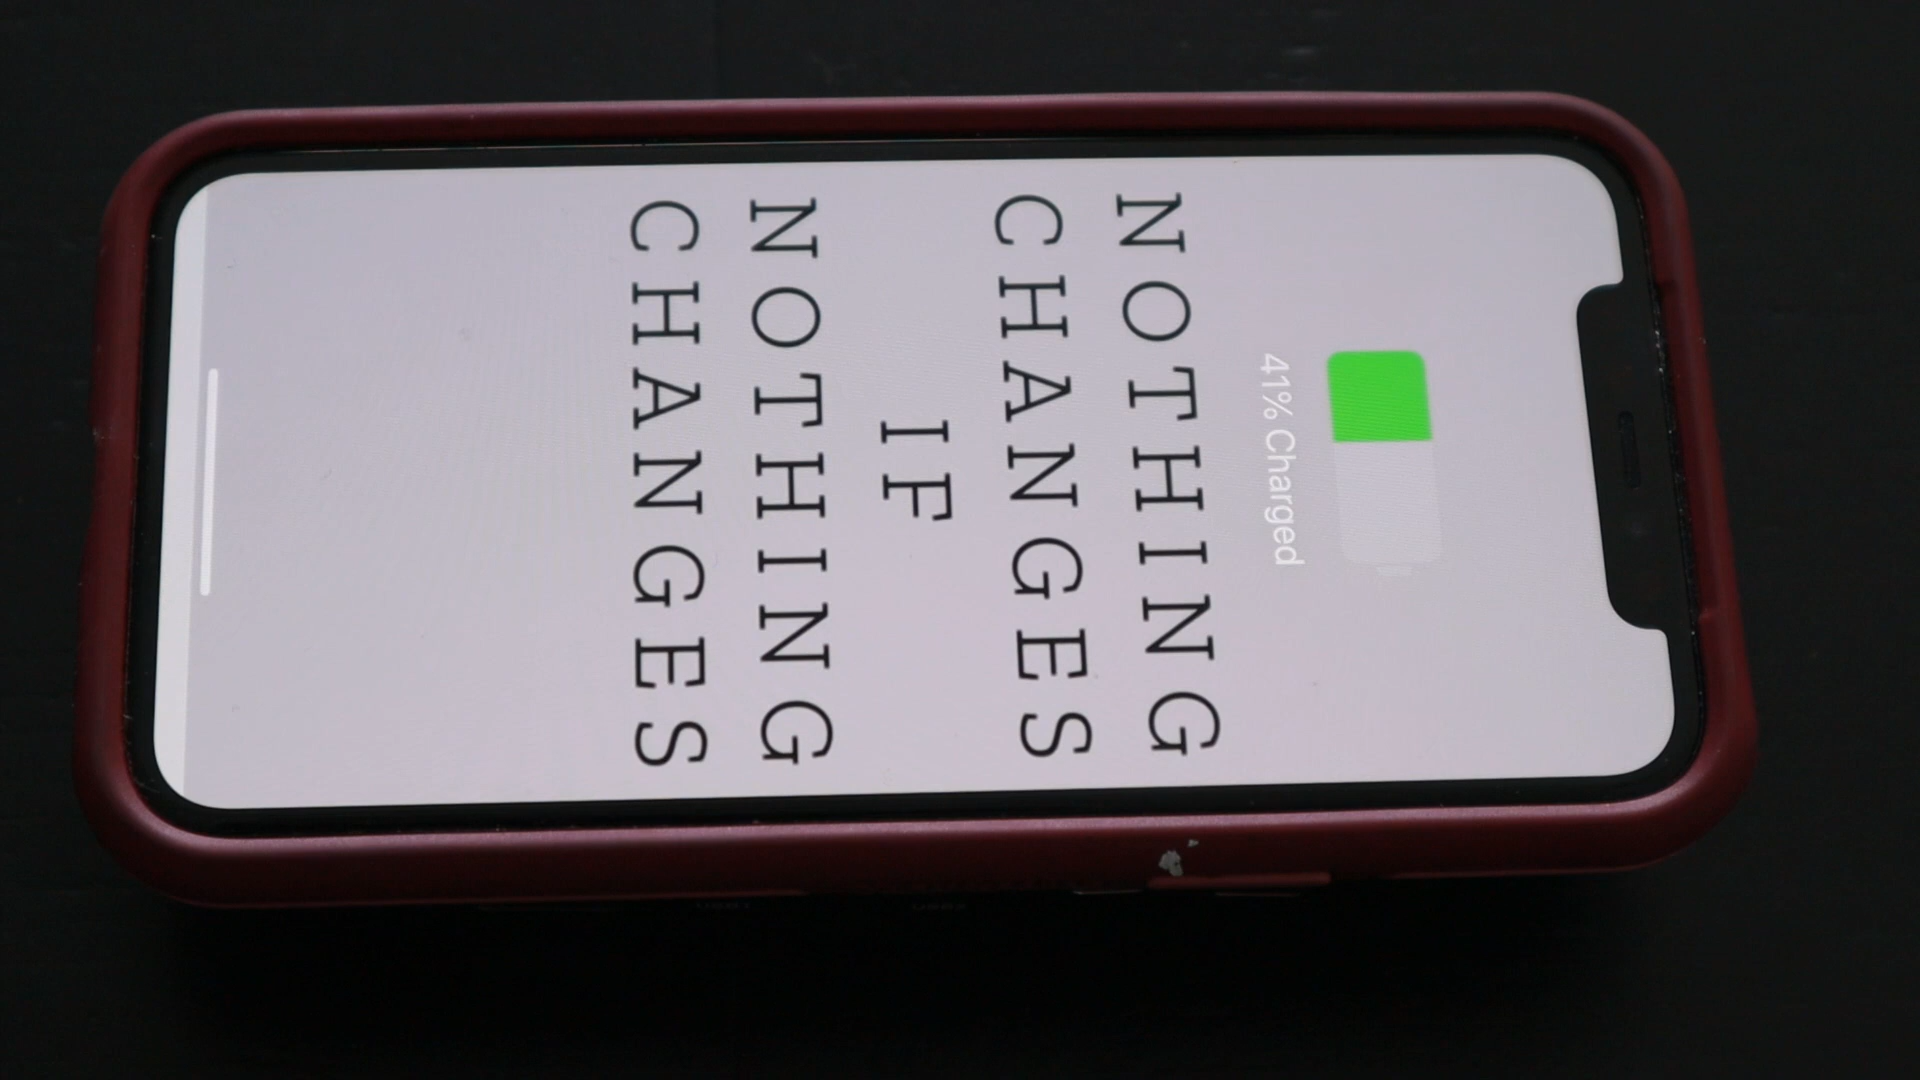 41% Charged
NOTHING
CHANGES
IF
NOTHING
CHANGES